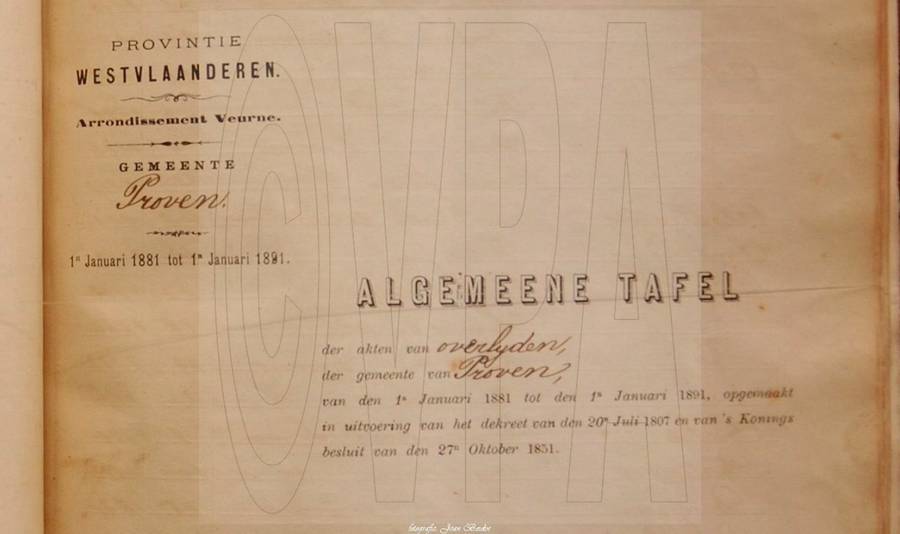 PROVINTIE
WESTVLAANDEREN.
Arrondissement Veurne.
GEMEENTE
Proven.
1n Januari 1881 tot 1n Januari 1891.
ALGEMEENE TAFEL
der akten van overlyden,
der gemeente van Proven,
van den 1n Januari 1881 tot den 1n Januari 1891, opgemaakt
in uitvoering van het dekreet van den 20n Juli 1807 en van 's Konings
besluit van den 27n Oktober 1851.
CVPA
fotografie